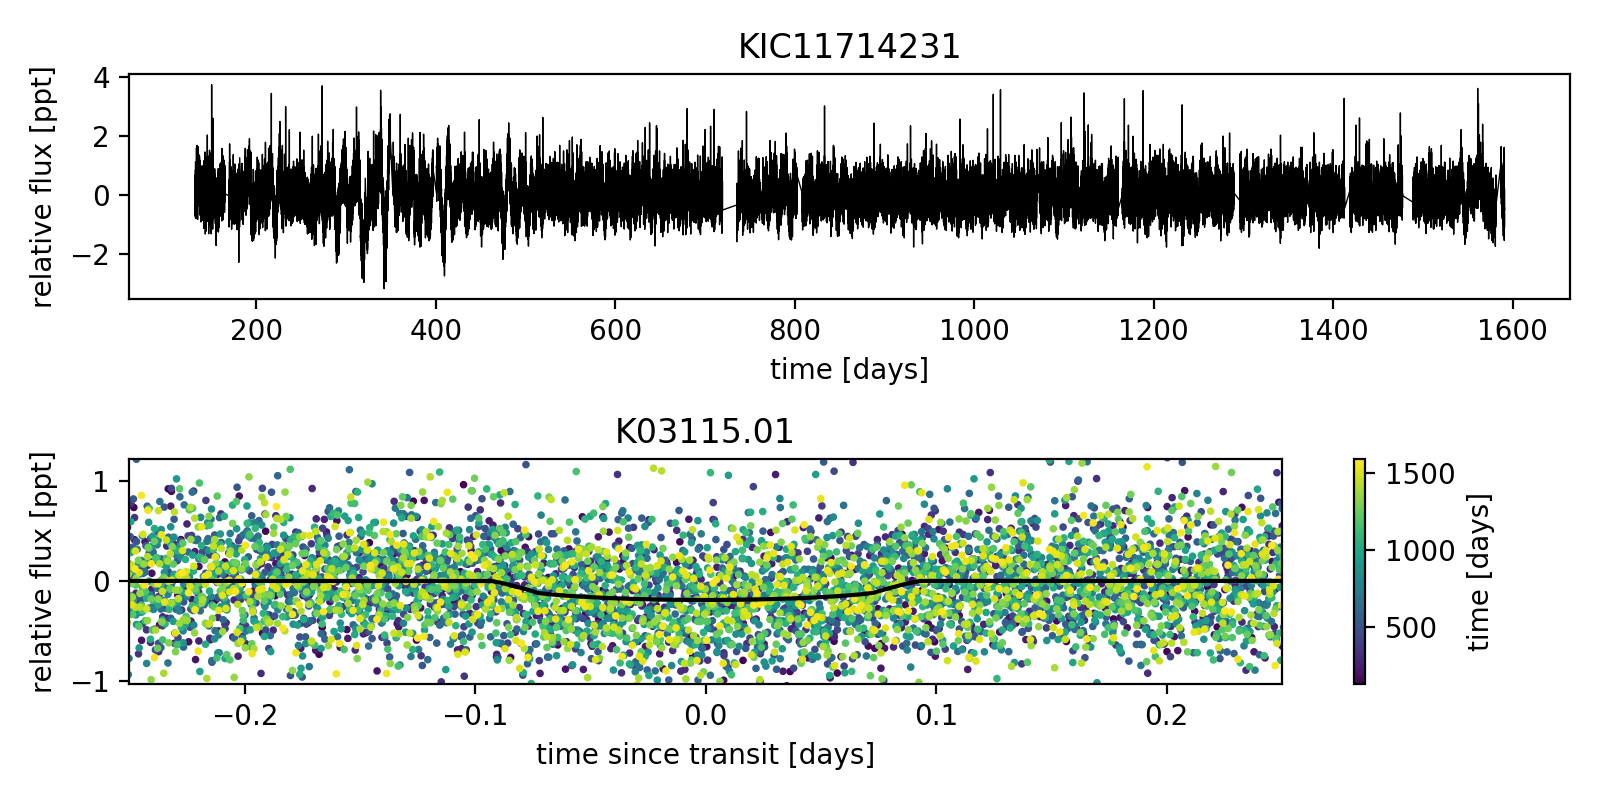 KIC11714231
relative flux [ppt]
4
2
0
−2
200 400 600 800 1000 1200 1400 1600
time [days]
K03115.01
relative flux [ppt]
1
0
−1
−0.2 −0.1 0.0 0.1 0.2
time since transit [days]
1500
1000
500
time [days]